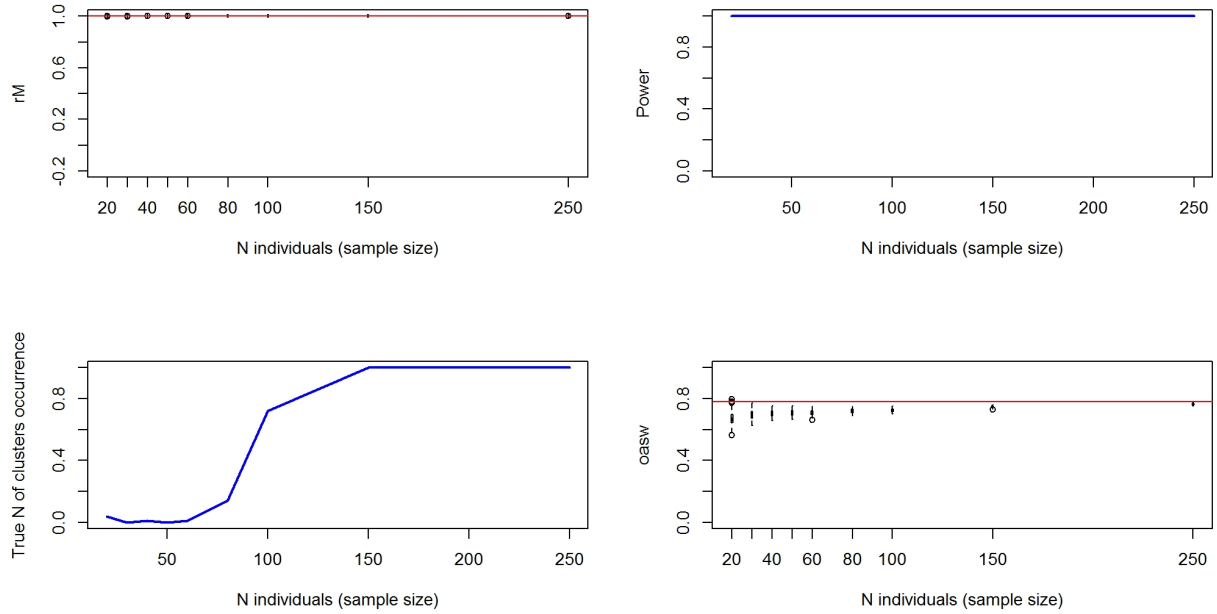 rM
-0.2 0.2 0.6 1.0
20 40 60 80 100 150 250
N individuals (sample size)
Power
0.0 0.4 0.8
50 100 150 200 250
N individuals (sample size)
True N of clusters occurrence
0.0 0.4 0.8
50 100 150 200 250
N individuals (sample size)
oasw
0.0 0.4 0.8
20 40 60 80 100 150 250
N individuals (sample size)